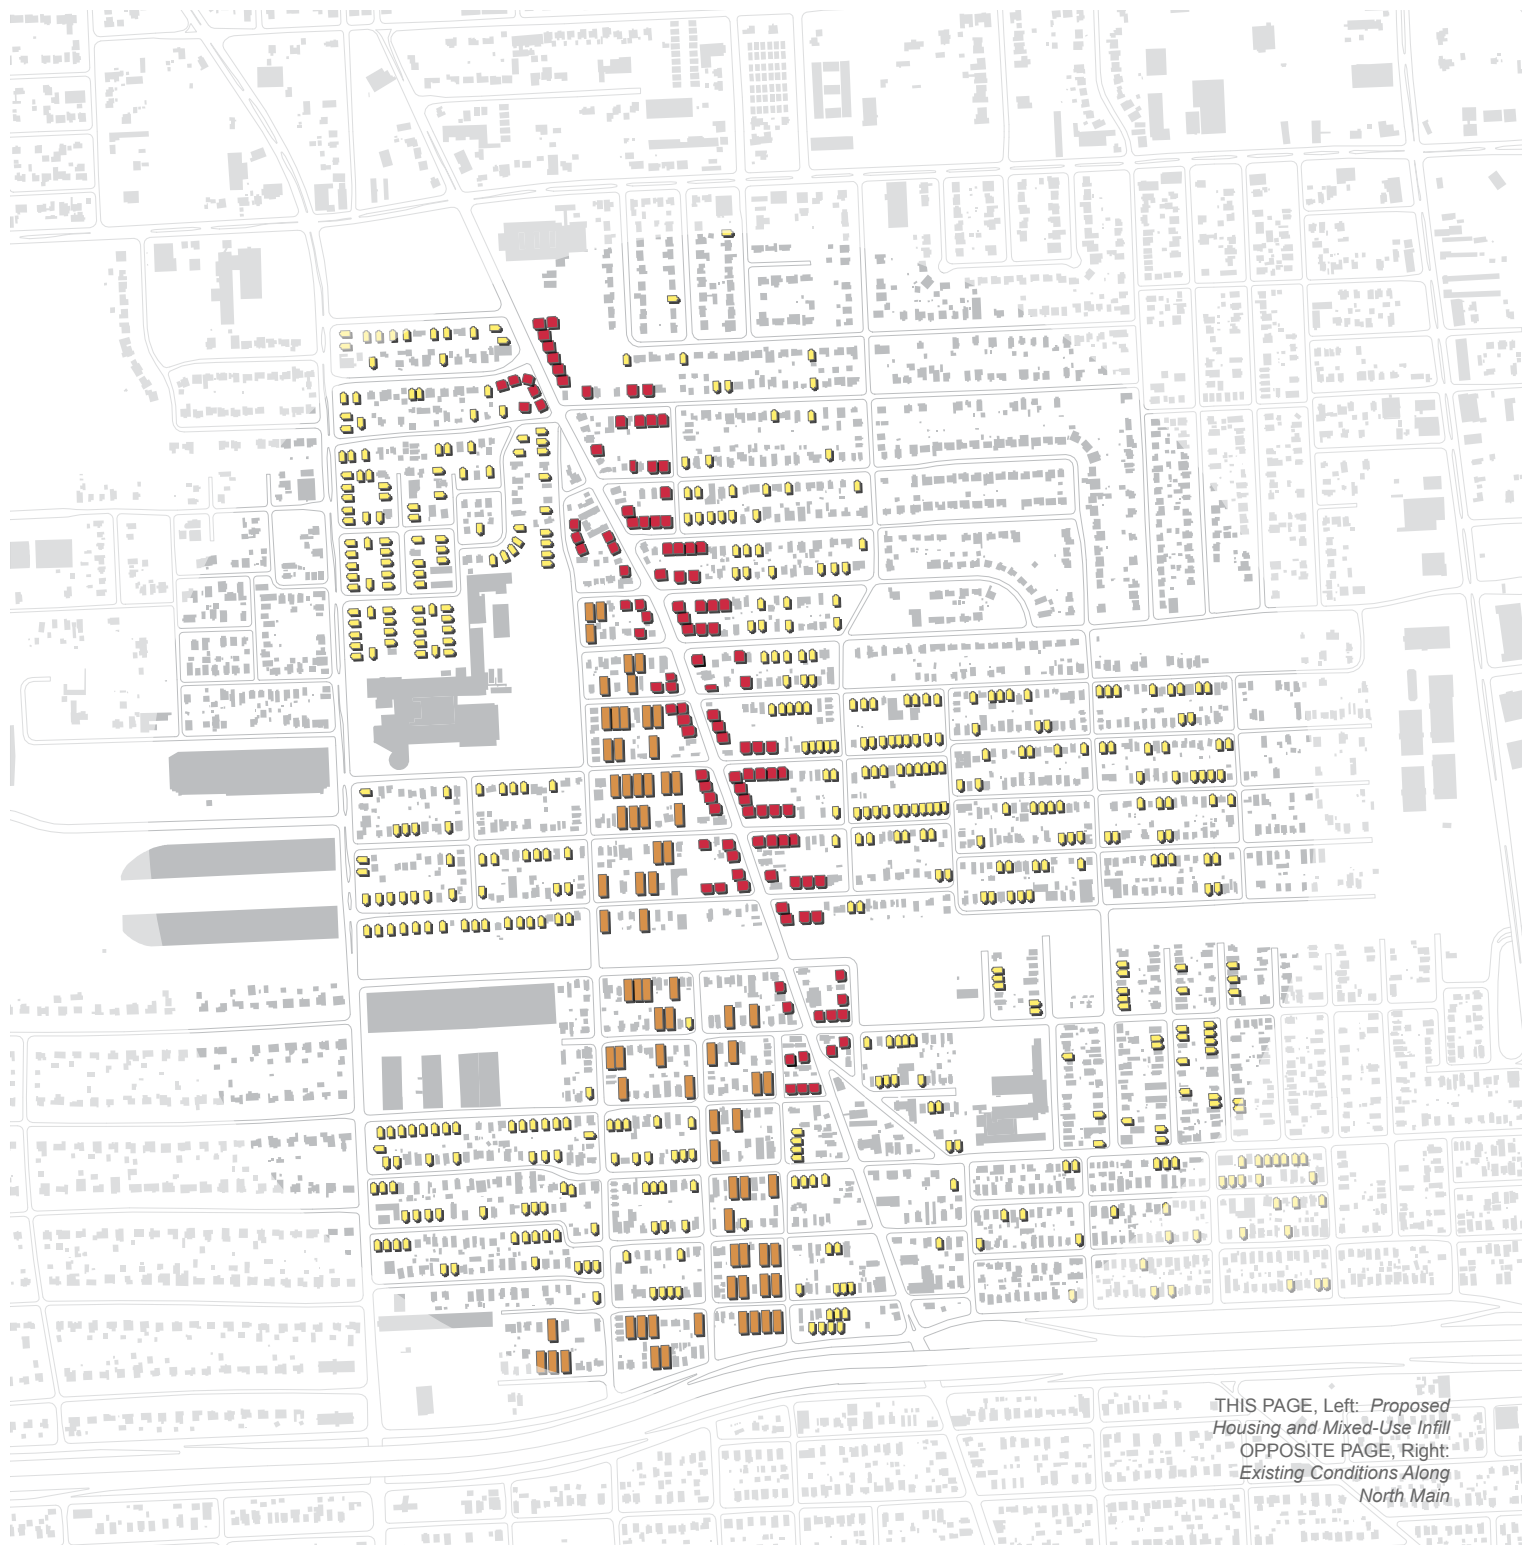 THIS PAGE, Left: Proposed
Housing and Mixed-Use Infill
OPPOSITE PAGE, Right:
Existing Conditions Along
North Main